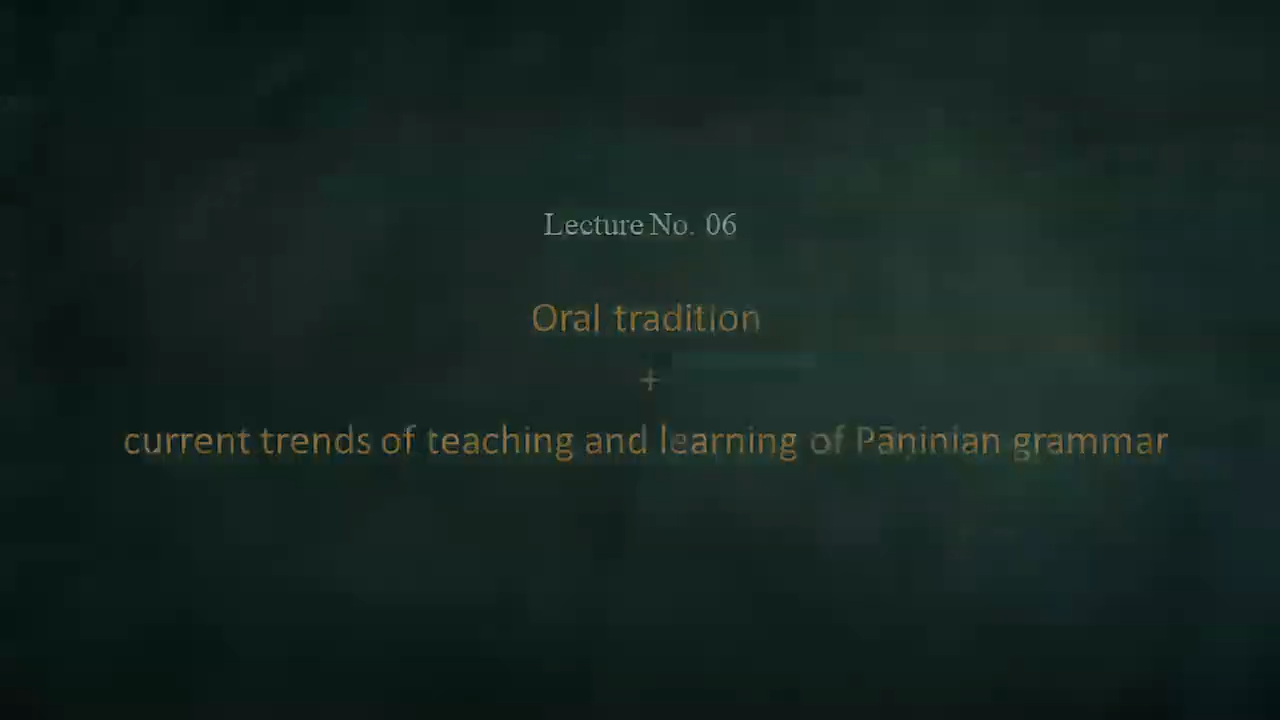 Lecture No. 06
Oral tradition
+
current trends of teaching and learning of Pāṇinian grammar